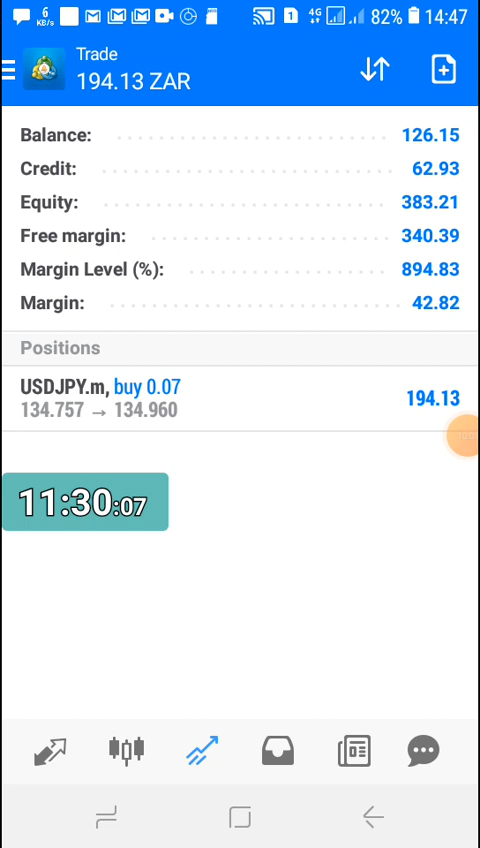 6
KB/s
1
4G
82%
14:47
Trade
194.13 ZAR
Balance: 126.15
Credit: 62.93
Equity: 383.21
Free margin: 340.39
Margin Level (%): 894.83
Margin: 42.82
Positions
USDJPY.m, buy 0.07
134.757 → 134.960
194.13
11:30:07